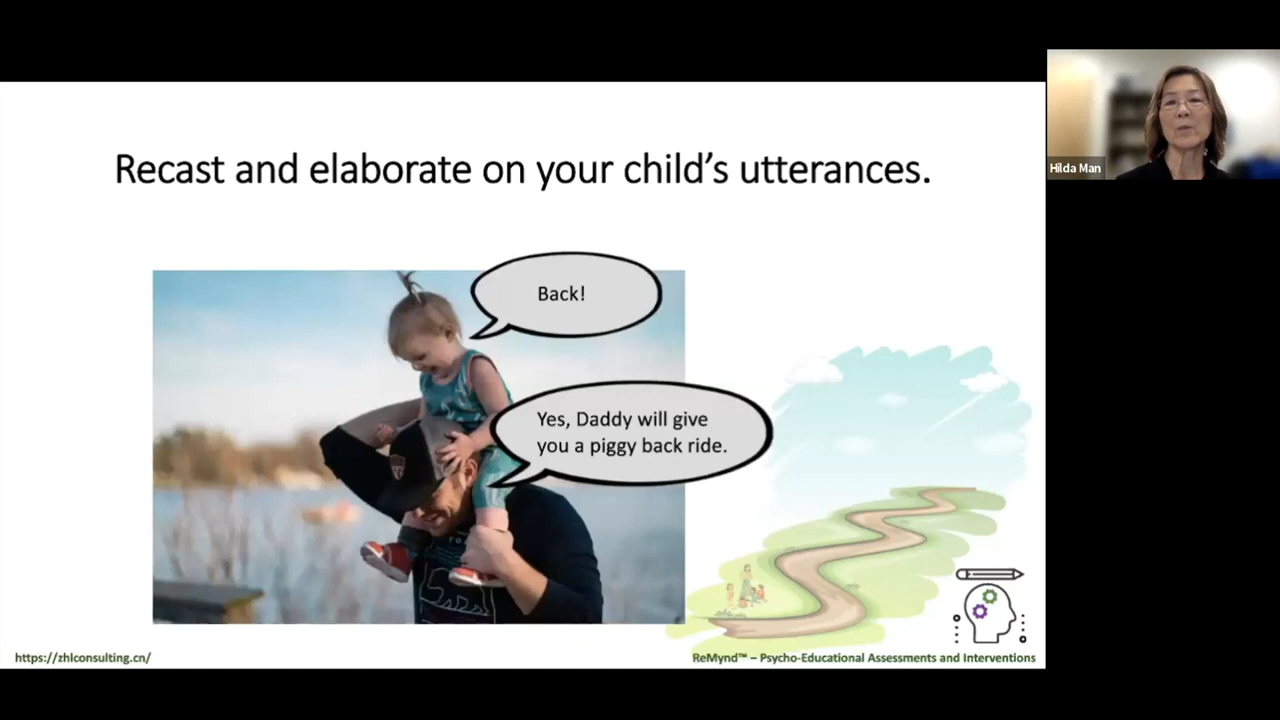 Recast and elaborate on your child's utterances.
Back!
Yes, Daddy will give
you a piggy back ride.
Hilda Man
https://zhlconsulting.cn/
ReMynd™ – Psycho-Educational Assessments and Interventions